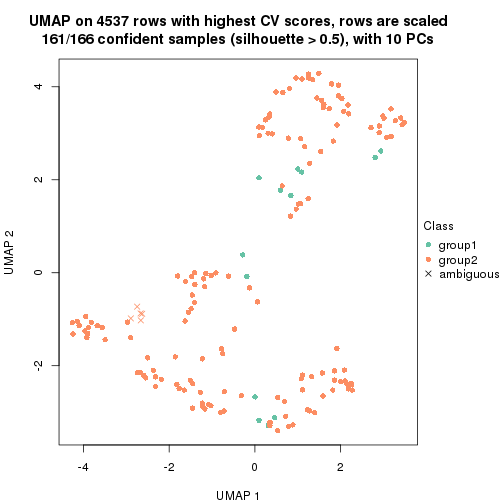 UMAP on 4537 rows with highest CV scores, rows are scaled
161/166 confident samples (silhouette > 0.5), with 10 PCs
4
2
0
-2
UMAP 2
-4
-2
0
2
UMAP 1
Class
group1
group2
ambiguous